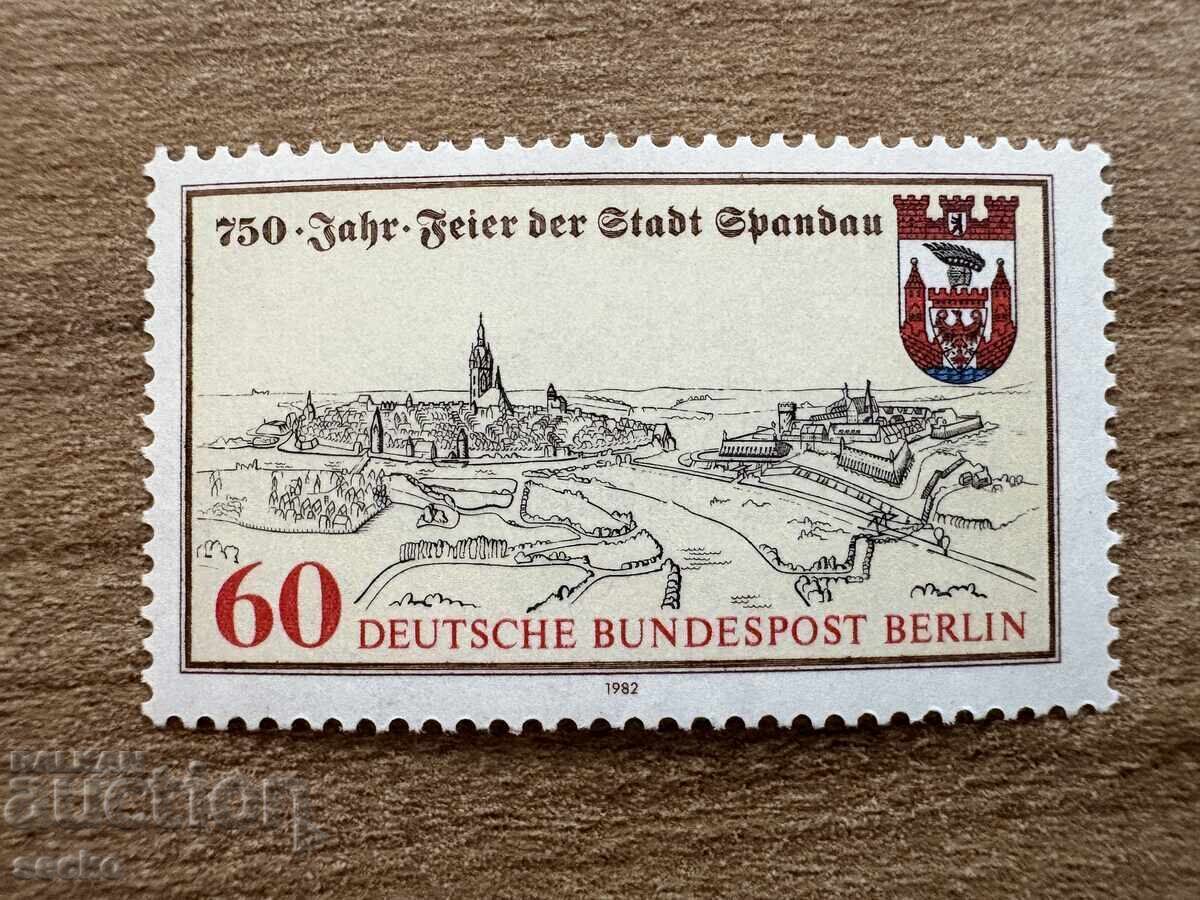 750 · Jahr · Feier der Stadt Spandau
60 DEUTSCHE BUNDESPOST BERLIN
1982
BALKAN
auction
secko